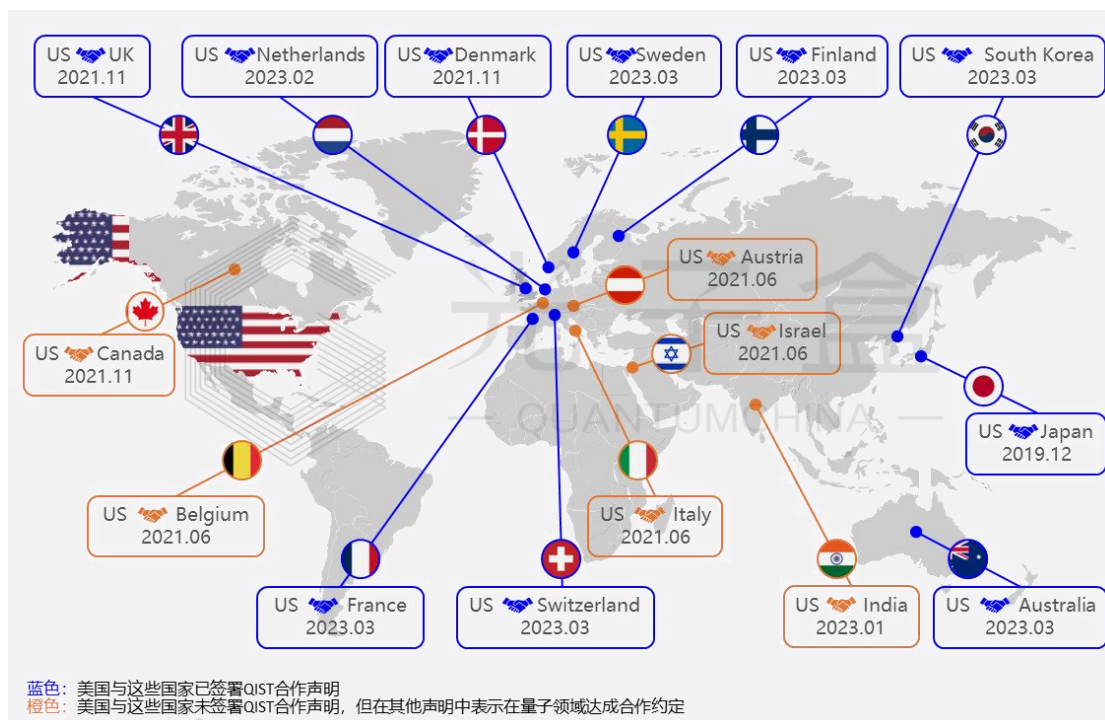 US UK
2021.11
US Netherlands
2023.02
US Denmark
2021.11
US Sweden
2023.03
US Finland
2023.03
US South Korea
2023.03
US Austria
2021.06
US Israel
2021.06
US Canada
2021.11
光子盒®
QUANTUMCHINA
US Japan
2019.12
US Belgium
2021.06
US Italy
2021.06
US France
2023.03
US Switzerland
2023.03
US India
2023.01
US Australia
2023.03
蓝色：美国与这些国家已签署QIST合作声明
橙色：美国与这些国家未签署QIST合作声明，但在其他声明中表示在量子领域达成合作约定